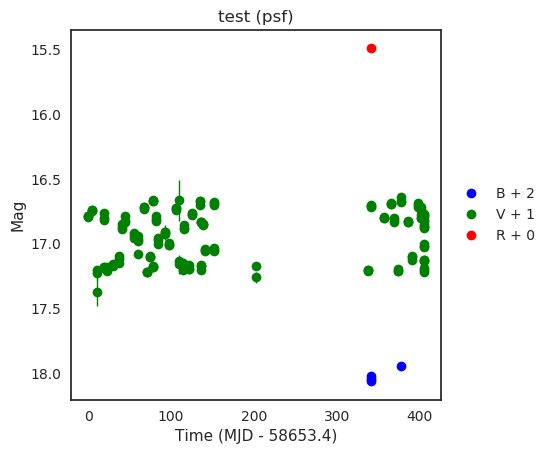 test (psf)
15.5
16.0
16.5
17.0
17.5
18.0
Mag
0
100
200
300
400
Time (MJD - 58653.4)
B + 2
V + 1
R + 0